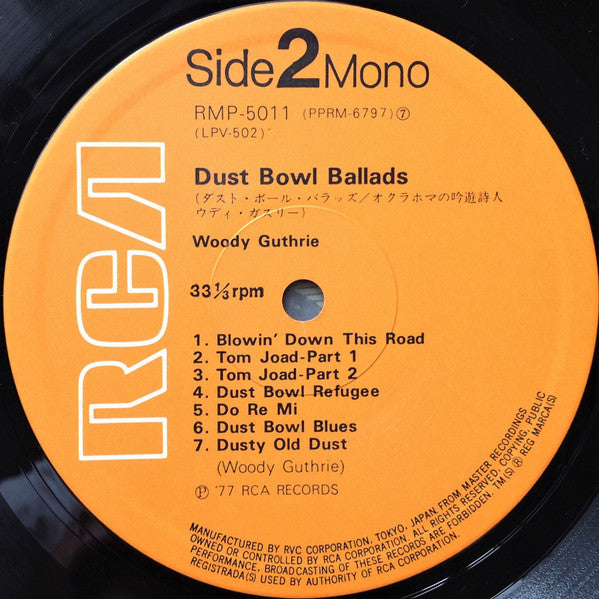 Side 2 Mono
RMP-5011 (PPRM-6797)⑦
(LPV-502)
RCA
Dust Bowl Ballads
(ダスト・ボール・バラッズ/オクラホマの吟遊詩人
ウディ・ガスリー)
Woody Guthrie
33⅓rpm
1. Blowin' Down This Road
2. Tom Joad-Part 1
3. Tom Joad-Part 2
4. Dust Bowl Refugee
5. Do Re Mi
6. Dust Bowl Blues
7. Dusty Old Dust
(Woody Guthrie)
Ⓟ '77 RCA RECORDS
MANUFACTURED BY RVC CORPORATION, TOKYO, JAPAN FROM MASTER RECORDINGS
OWNED OR CONTROLLED BY RCA CORPORATION. ALL RIGHTS RESERVED. COPYING, PUBLIC
PERFORMANCE, BROADCASTING OF THESE RECORDS ARE FORBIDDEN. TM(S) ® REG MARCA(S)
REGISTRADA(S) USED BY AUTHORITY OF RCA CORPORATION.